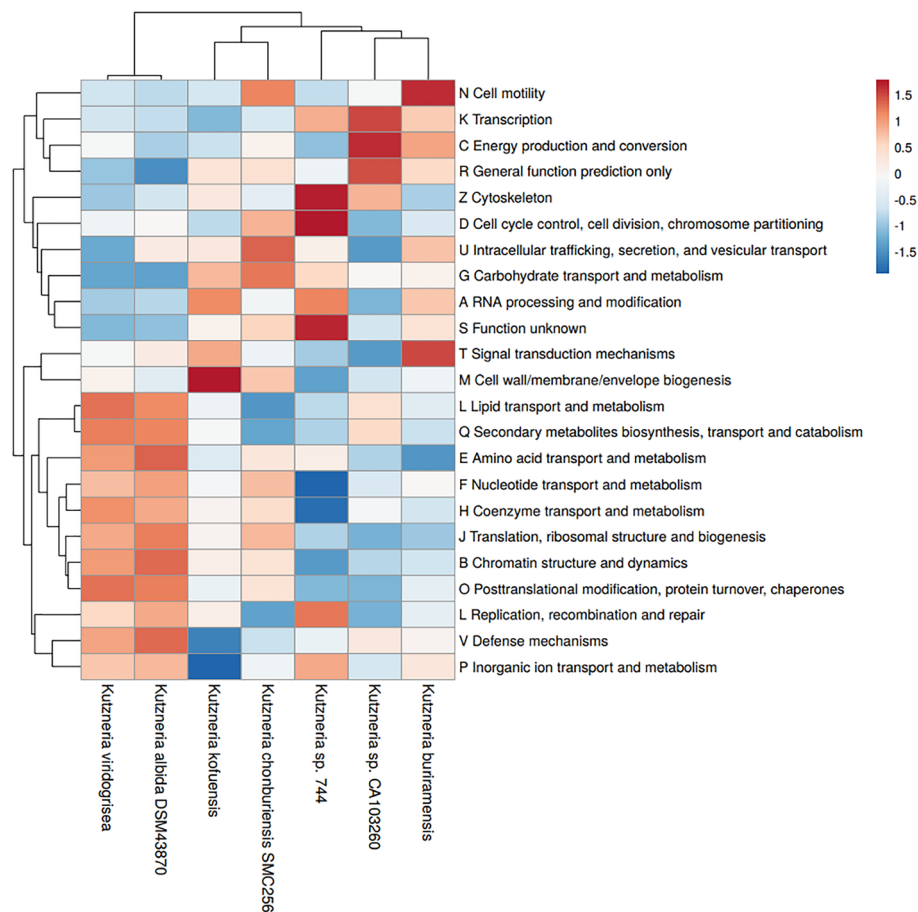 N Cell motility
K Transcription
C Energy production and conversion
R General function prediction only
Z Cytoskeleton
D Cell cycle control, cell division, chromosome partitioning
U Intracellular trafficking, secretion, and vesicular transport
G Carbohydrate transport and metabolism
A RNA processing and modification
S Function unknown
T Signal transduction mechanisms
M Cell wall/membrane/envelope biogenesis
L Lipid transport and metabolism
Q Secondary metabolites biosynthesis, transport and catabolism
E Amino acid transport and metabolism
F Nucleotide transport and metabolism
H Coenzyme transport and metabolism
J Translation, ribosomal structure and biogenesis
B Chromatin structure and dynamics
O Posttranslational modification, protein turnover, chaperones
L Replication, recombination and repair
V Defense mechanisms
P Inorganic ion transport and metabolism
1.5
1
0.5
0
-0.5
-1
-1.5
Kutzneria viridogrisea
Kutzneria albida DSM43870
Kutzneria kofuensis
Kutzneria chonburiensis SMC256
Kutzneria sp. 744
Kutzneria sp. CA103260
Kutzneria buriramensis